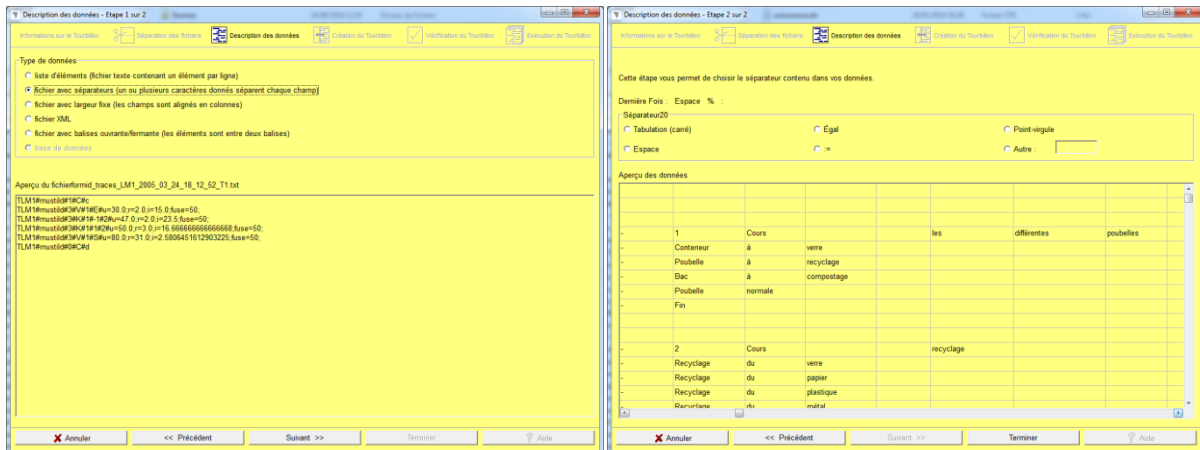 Description des données - Etape 1 sur 2
Informations sur le Tourbillon
Séparation des fichiers
Description des données
Création du Tourbillon
Vérification du Tourbillon
Exécution du Tourbillon
Type de données
liste d'éléments (fichier texte contenant un élément par ligne)
fichier avec séparateurs (un ou plusieurs caractères donnés séparent chaque champ)
fichier avec largeur fixe (les champs sont alignés en colonnes)
fichier XML
fichier avec balises ouvrante/fermante (les éléments sont entre deux balises)
base de données
Aperçu du fichierformid_traces_LM1_2005_03_24_18_12_52_T1.txt
TLM1#mustild#1#C#c
TLM1#mustild#3#V#1#E#u=30.0;r=2.0;i=15.0;fuse=50;
TLM1#mustild#3#K#1#-1#2#u=47.0;r=2.0;i=23.5;fuse=50;
TLM1#mustild#3#K#1#1#2#u=50.0;r=3.0;i=16.666666666666668;fuse=50;
TLM1#mustild#3#V#1#S#u=80.0;r=31.0;i=2.5806451612903225;fuse=50;
TLM1#mustild#0#C#d
Annuler
<< Précédent
Suivant >>
Terminer
Aide
Description des données - Etape 2 sur 2
Informations sur le Tourbillon
Séparation des fichiers
Description des données
Création du Tourbillon
Vérification du Tourbillon
Exécution du Tourbillon
Cette étape vous permet de choisir le séparateur contenu dans vos données.
Dernière Fois : Espace % :
Séparateur20
Tabulation (carré)
Égal
Point-virgule
Espace
:=
Autre :
Aperçu des données
- 1 Cours les différentes poubelles
- Conteneur à verre
- Poubelle à recyclage
- Bac à compostage
- Poubelle normale
- Fin
- 2 Cours recyclage
- Recyclage du verre
- Recyclage du papier
- Recyclage du plastique
- Recyclage du métal
Annuler
<< Précédent
Suivant >>
Terminer
Aide